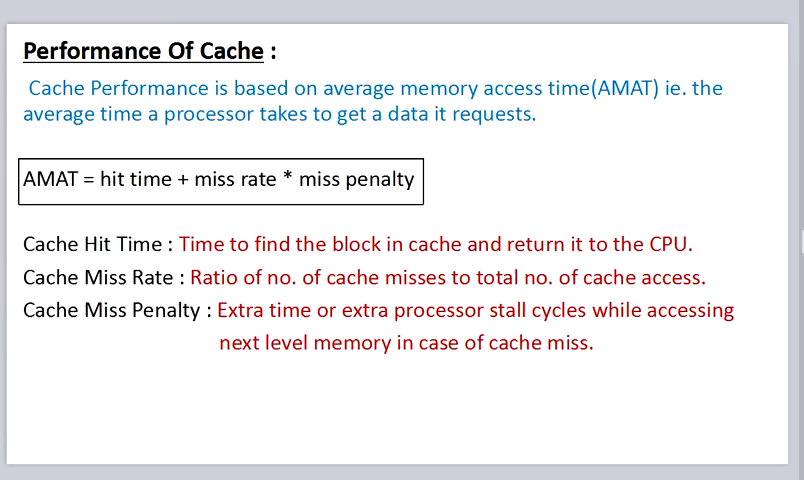 Performance Of Cache :
Cache Performance is based on average memory access time(AMAT) ie. the
average time a processor takes to get a data it requests.
AMAT = hit time + miss rate * miss penalty
Cache Hit Time : Time to find the block in cache and return it to the CPU.
Cache Miss Rate : Ratio of no. of cache misses to total no. of cache access.
Cache Miss Penalty : Extra time or extra processor stall cycles while accessing
next level memory in case of cache miss.